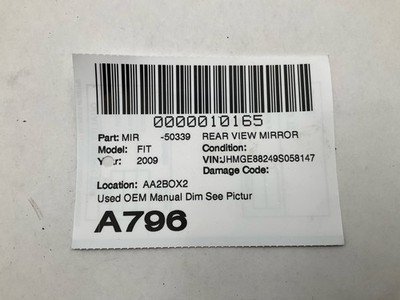 0000010165
Part: MIR -50339 REAR VIEW MIRROR
Model: FIT Condition:
Year: 2009 VIN:JHMGE88249S058147
Damage Code:
Location: AA2BOX2
Used OEM Manual Dim See Pictur
A796